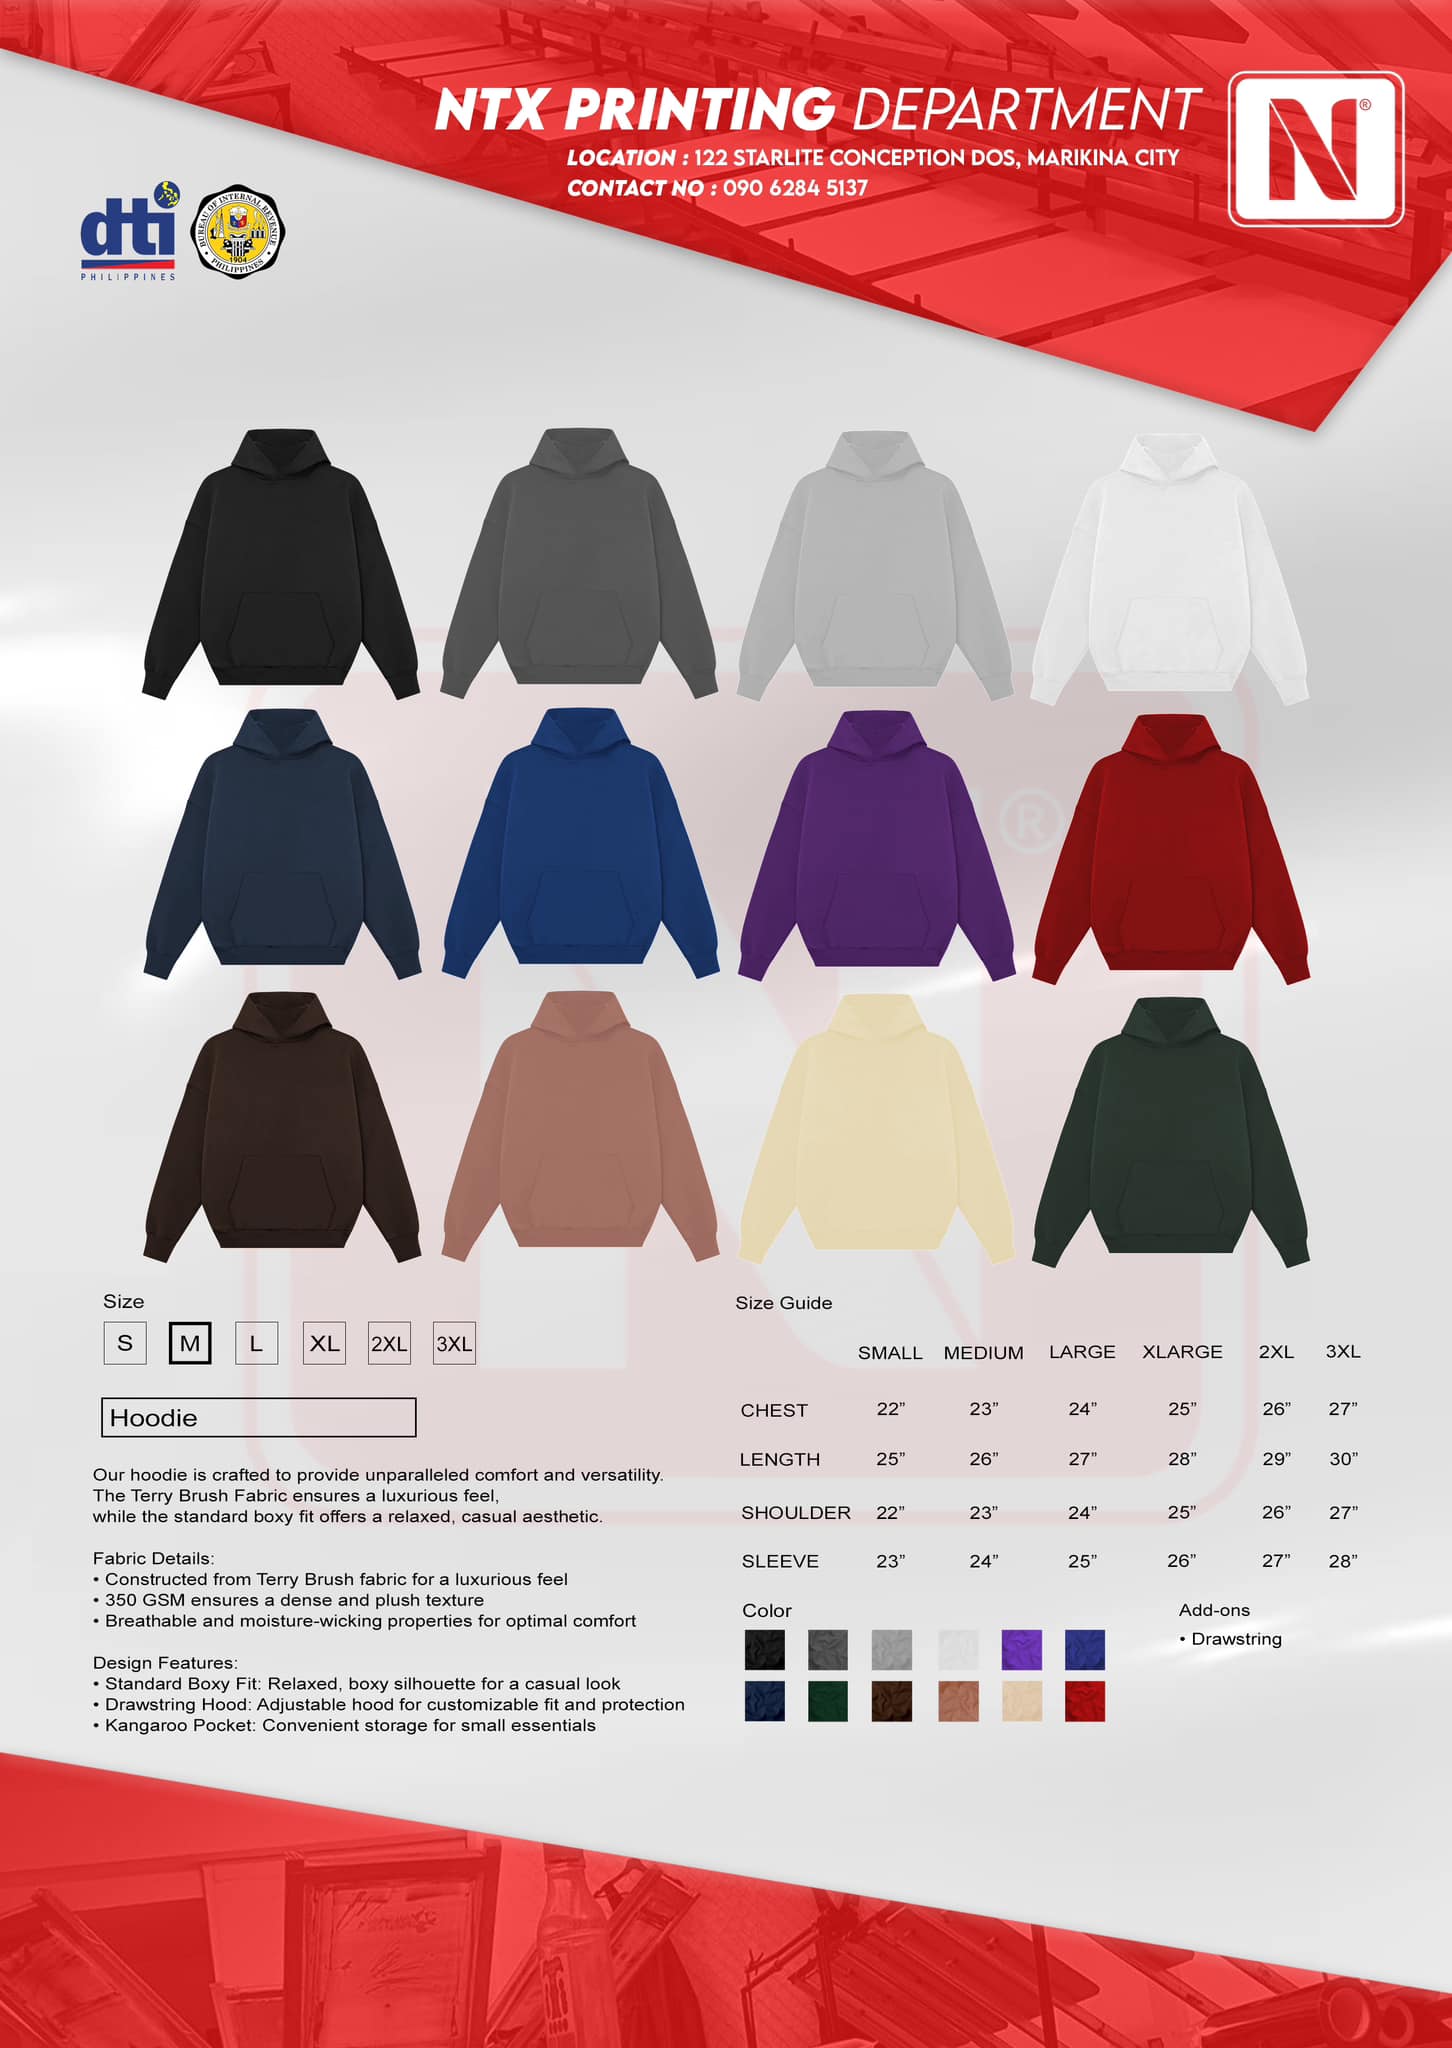 NTX PRINTING DEPARTMENT
LOCATION : 122 STARLITE CONCEPTION DOS, MARIKINA CITY
CONTACT NO : 090 6284 5137
N®
dti
PHILIPPINES
BUREAU OF INTERNAL REVENUE
1904
PHILIPPINES
®
Size
S M L XL 2XL 3XL
Hoodie
Our hoodie is crafted to provide unparalleled comfort and versatility.
The Terry Brush Fabric ensures a luxurious feel,
while the standard boxy fit offers a relaxed, casual aesthetic.
Fabric Details:
• Constructed from Terry Brush fabric for a luxurious feel
• 350 GSM ensures a dense and plush texture
• Breathable and moisture-wicking properties for optimal comfort
Design Features:
• Standard Boxy Fit: Relaxed, boxy silhouette for a casual look
• Drawstring Hood: Adjustable hood for customizable fit and protection
• Kangaroo Pocket: Convenient storage for small essentials
Size Guide
SMALL MEDIUM LARGE XLARGE 2XL 3XL
CHEST 22” 23” 24” 25” 26” 27”
LENGTH 25” 26” 27” 28” 29” 30”
SHOULDER 22” 23” 24” 25” 26” 27”
SLEEVE 23” 24” 25” 26” 27” 28”
Color
Add-ons
• Drawstring